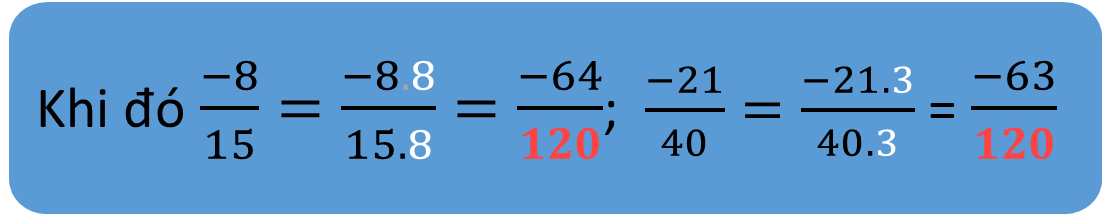 Khi đó −8/15 = −8.8/15.8 = −64/120; −21/40 = −21.3/40.3 = −63/120